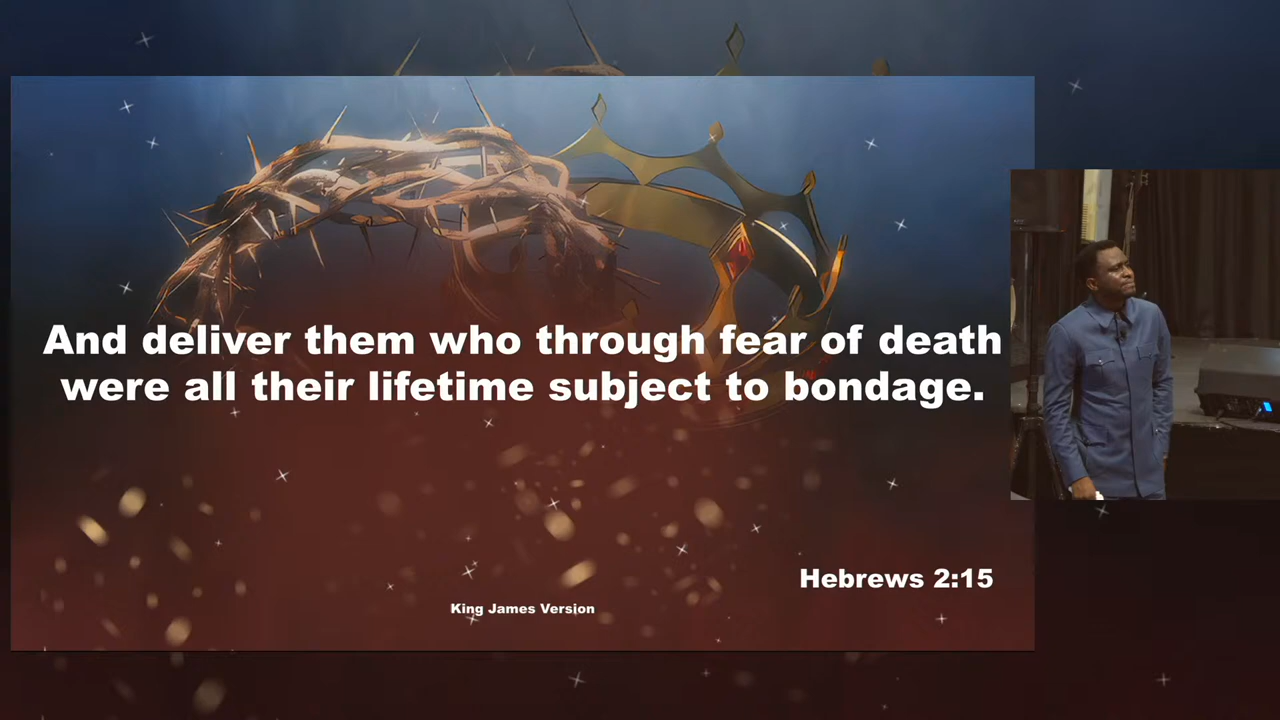 And deliver them who through fear of death
were all their lifetime subject to bondage.
Hebrews 2:15
King James Version